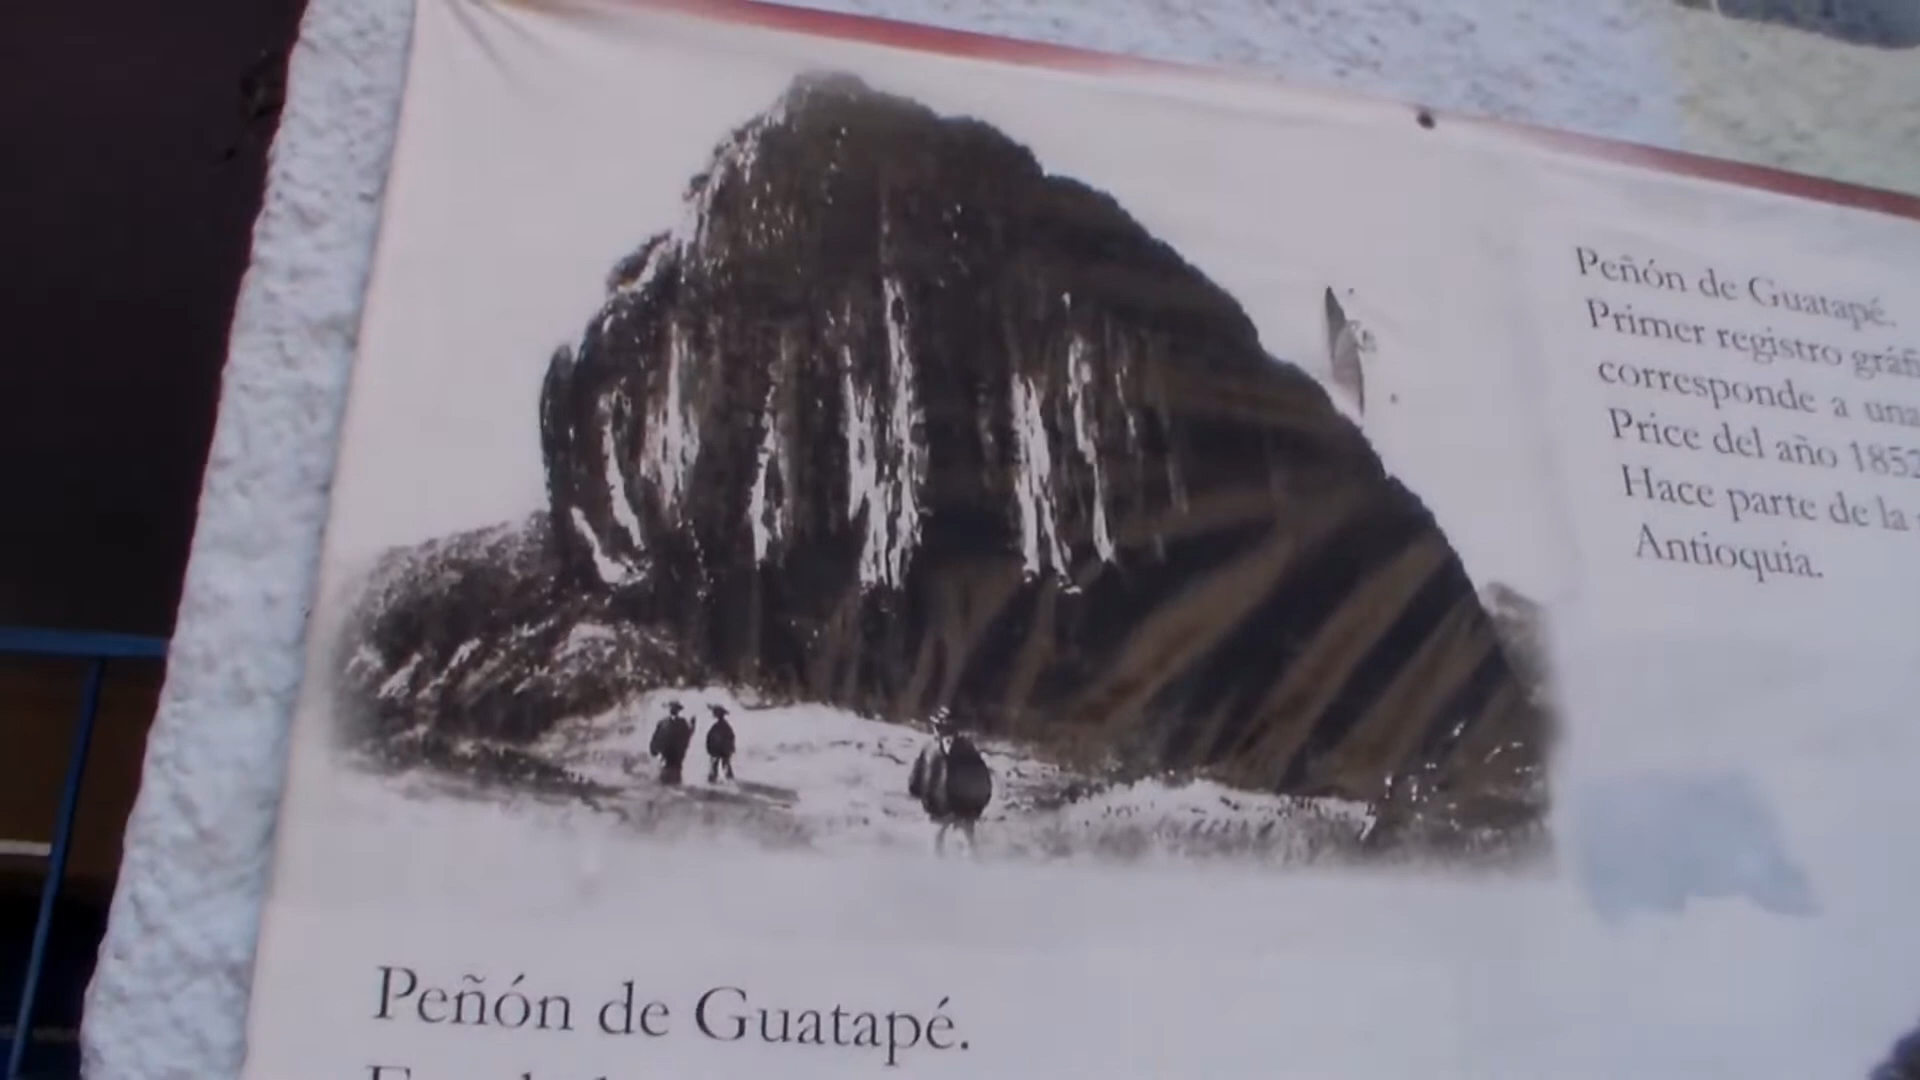 Peñón de Guatapé.
Primer registro
corresponde a una
Price del año 1852
Hace parte de la
Antioquia.
Peñón de Guatapé.